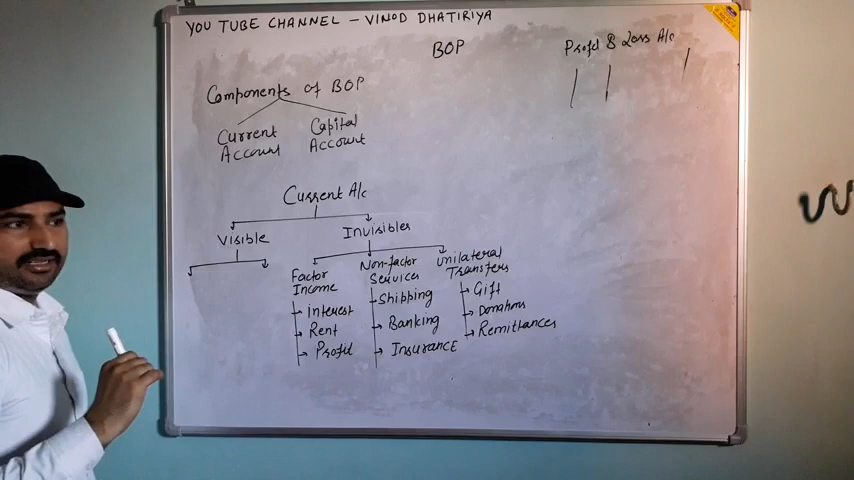 YOU TUBE CHANNEL - VINOD DHATIRIYA
BOP
Profit & Loss A/c
Components of BOP
Current Account
Capital Account
Current A/c
Visible
Invisibles
Factor Income
interest
Rent
Profit
Non-factor Services
Shipping
Banking
Insurance
Unilateral Transfers
Gift
Donations
Remittances